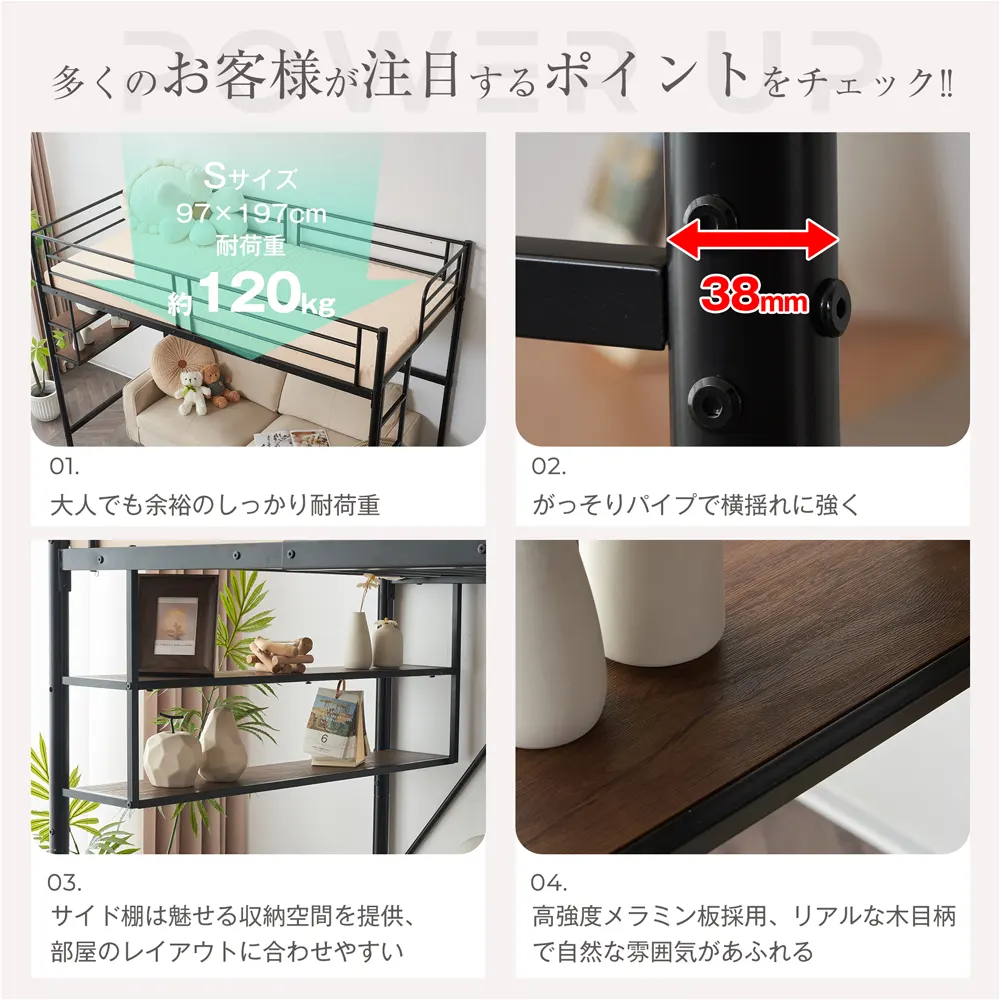 POWER UP
多くのお客様が注目するポイントをチェック!!
Sサイズ
97×197cm
耐荷重
約120kg
38mm
01.
大人でも余裕のしっかり耐荷重
02.
がっそりパイプで横揺れに強く
6
03.
サイド棚は魅せる収納空間を提供、
部屋のレイアウトに合わせやすい
04.
高強度メラミン板採用、リアルな木目柄
で自然な雰囲気があふれる